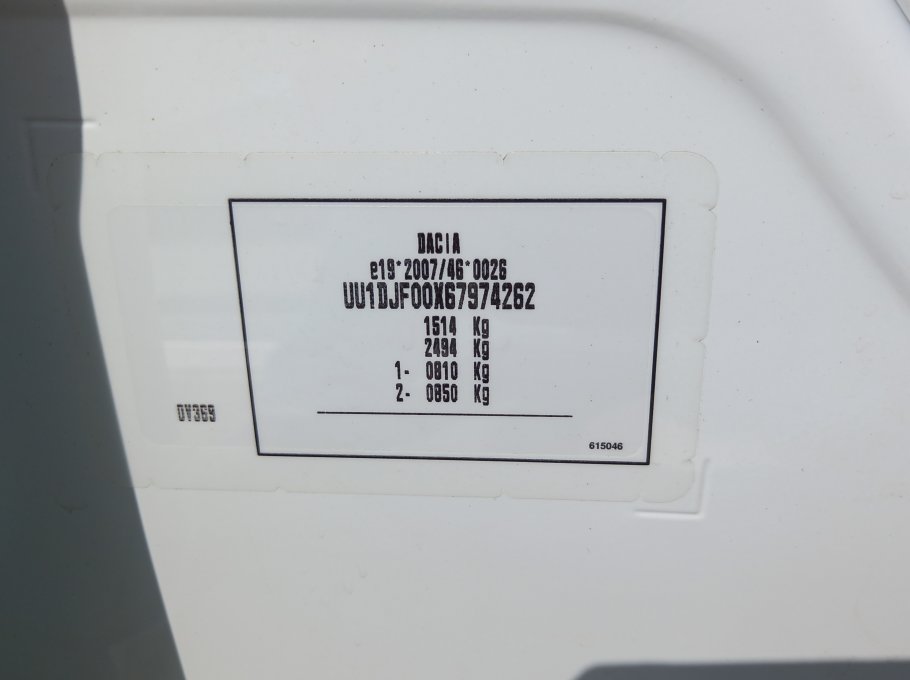 DACIA
e19*2007/46*0026
UU1DJF00X67974262
1514 Kg
2494 Kg
1- 0810 Kg
2- 0850 Kg
DV369
615046